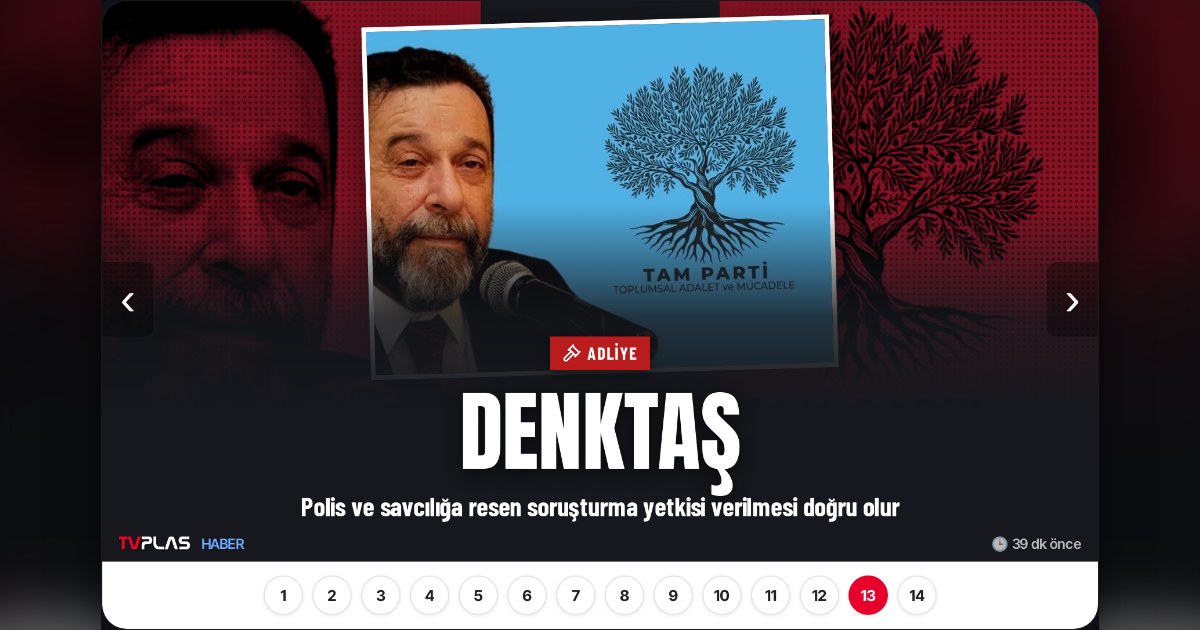 TAM PARTİ
TOPLUMSAL ADALET ve MÜCADELE
ADLİYE
DENKTAŞ
Polis ve savcılığa resen soruşturma yetkisi verilmesi doğru olur
TVPLAS HABER
39 dk önce
1 2 3 4 5 6 7 8 9 10 11 12 13 14